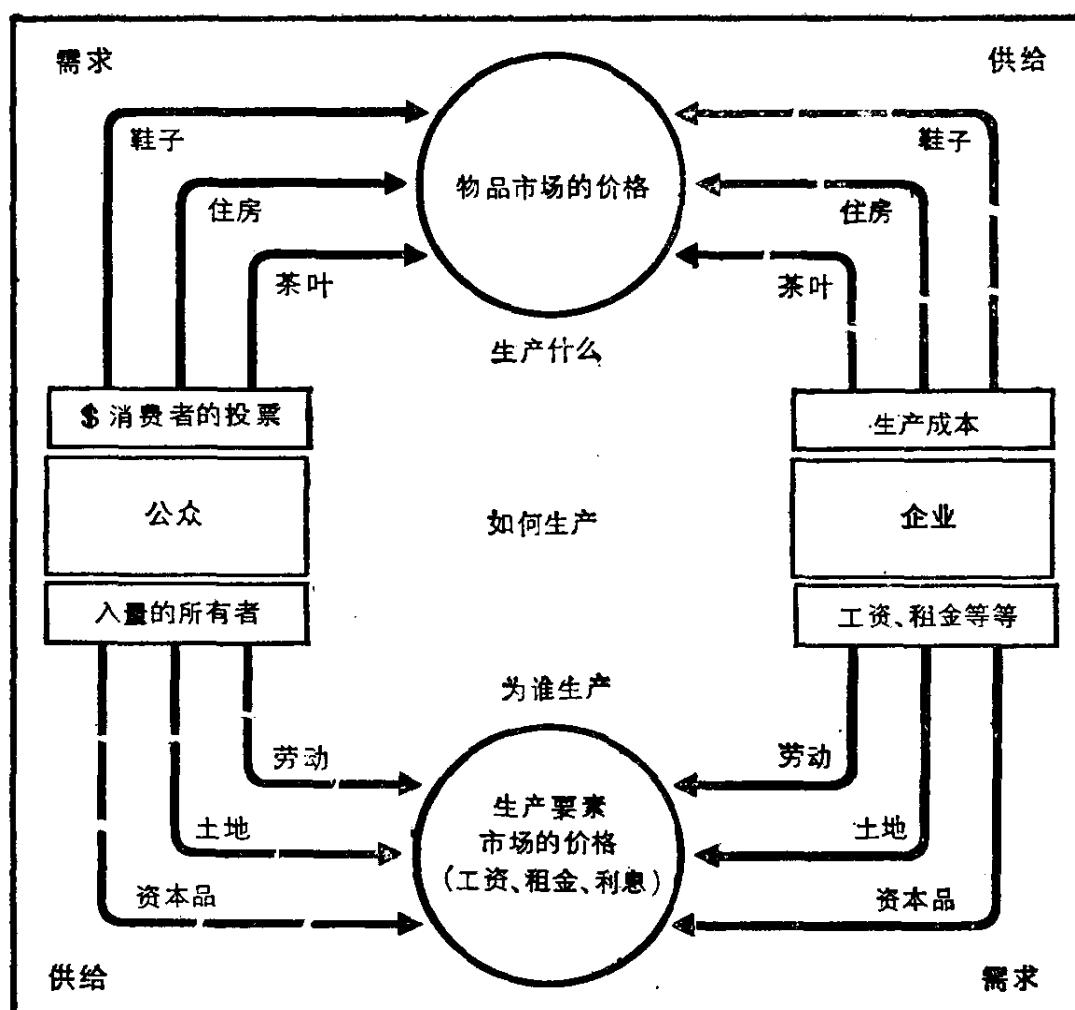 需求
供给
鞋子
鞋子
物品市场的价格
住房
住房
茶叶
茶叶
生产什么
$ 消费者的投票
生产成本
公众
如何生产
企业
入量的所有者
工资、租金等等
为谁生产
劳动
劳动
生产要素
市场的价格
(工资、租金、利息)
土地
土地
资本品
资本品
供给
需求